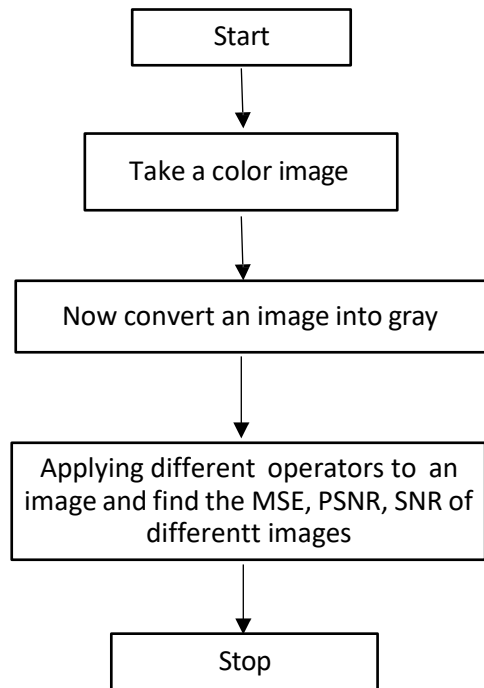 Start
Take a color image
Now convert an image into gray
Applying different operators to an
image and find the MSE, PSNR, SNR of
differentt images
Stop